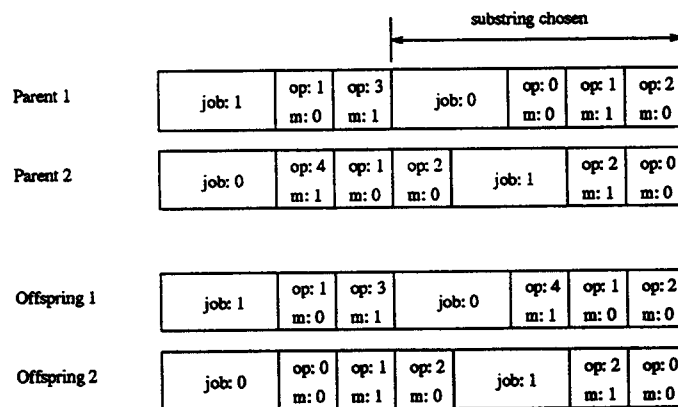 substring chosen
Parent 1
job: 1
op: 1
m: 0
op: 3
m: 1
job: 0
op: 0
m: 0
op: 1
m: 1
op: 2
m: 0
Parent 2
job: 0
op: 4
m: 1
op: 1
m: 0
op: 2
m: 0
job: 1
op: 2
m: 1
op: 0
m: 0
Offspring 1
job: 1
op: 1
m: 0
op: 3
m: 1
job: 0
op: 4
m: 1
op: 1
m: 0
op: 2
m: 0
Offspring 2
job: 0
op: 0
m: 0
op: 1
m: 1
op: 2
m: 0
job: 1
op: 2
m: 1
op: 0
m: 0